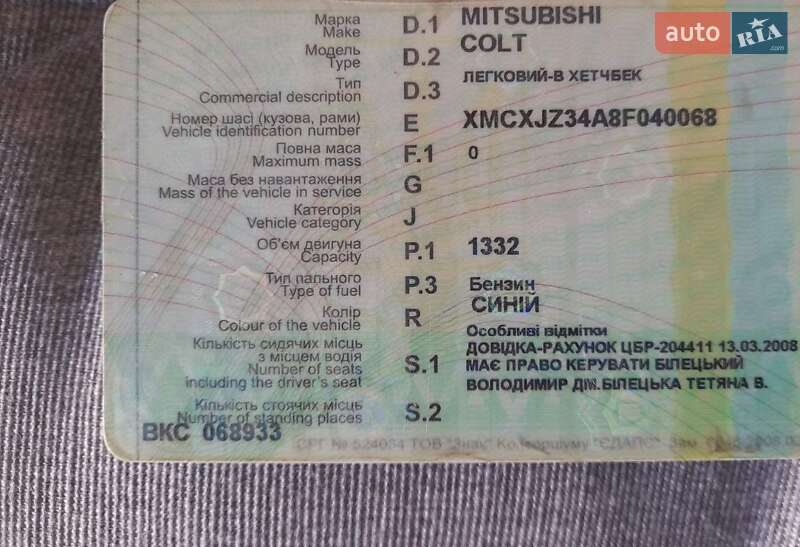 auto RIA.com
Марка D.1 MITSUBISHI
Make
Модель D.2 COLT
Type
Тип D.3 ЛЕГКОВИЙ-В ХЕТЧБЕК
Commercial description
Номер шасі (кузова, рами) E XMCXJZ34A8F040068
Vehicle identification number
Повна маса F.1 0
Maximum mass
Маса без навантаження G
Mass of the vehicle in service
Категорія J
Vehicle category
Об'єм двигуна P.1 1332
Capacity
Тип пального P.3 Бензин
Type of fuel
Колір R СИНІЙ
Colour of the vehicle
Особливі відмітки
Кількість сидячих місць ДОВІДКА-РАХУНОК ЦБР-204411 13.03.2008
з місцем водія S.1 МАЄ ПРАВО КЕРУВАТИ БІЛЕЦЬКИЙ
Number of seats
including the driver's seat ВОЛОДИМИР ДМ.БІЛЕЦЬКА ТЕТЯНА В.
Кількість стоячих місць S.2
Number of standing places
ВКС 068933